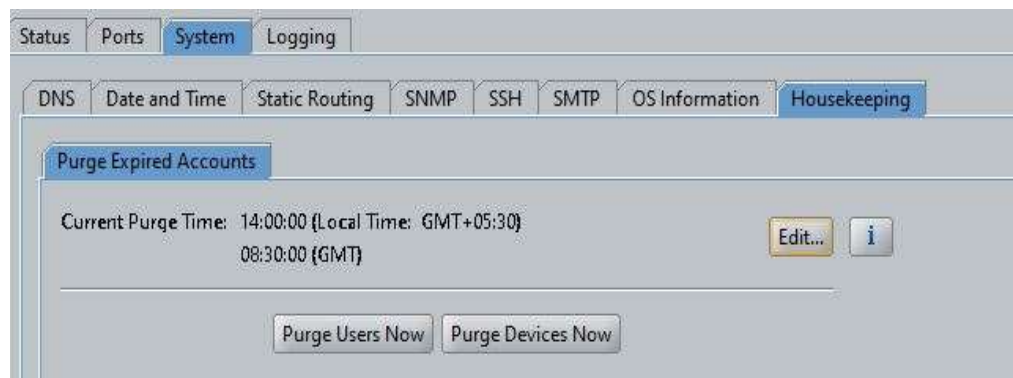 Status Ports System Logging
DNS Date and Time Static Routing SNMP SSH SMTP OS Information Housekeeping
Purge Expired Accounts
Current Purge Time: 14:00:00 (Local Time: GMT+05:30)
08:30:00 (GMT)
Edit... i
Purge Users Now Purge Devices Now